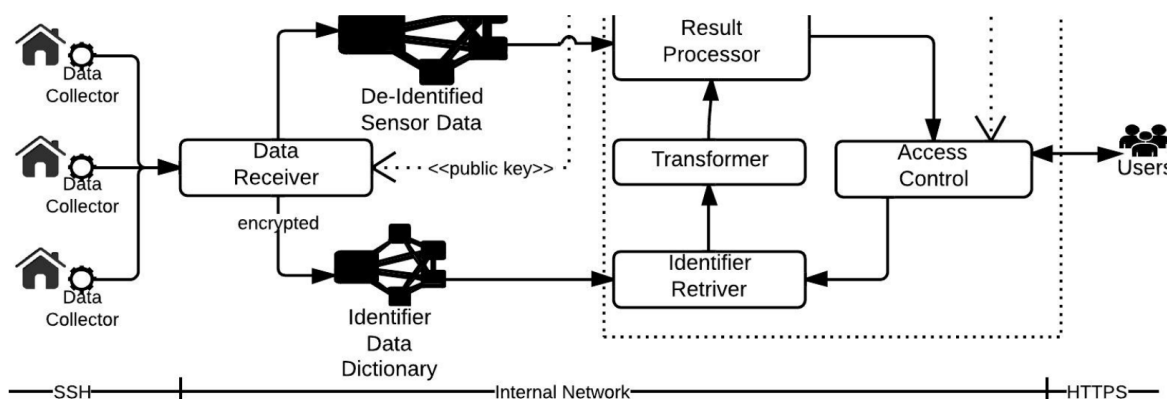 Data
Collector
Data
Collector
Data
Collector
Data
Receiver
encrypted
De-Identified
Sensor Data
<<public key>>
Identifier
Data
Dictionary
Result
Processor
Transformer
Identifier
Retriver
Access
Control
Users
SSH
Internal Network
HTTPS